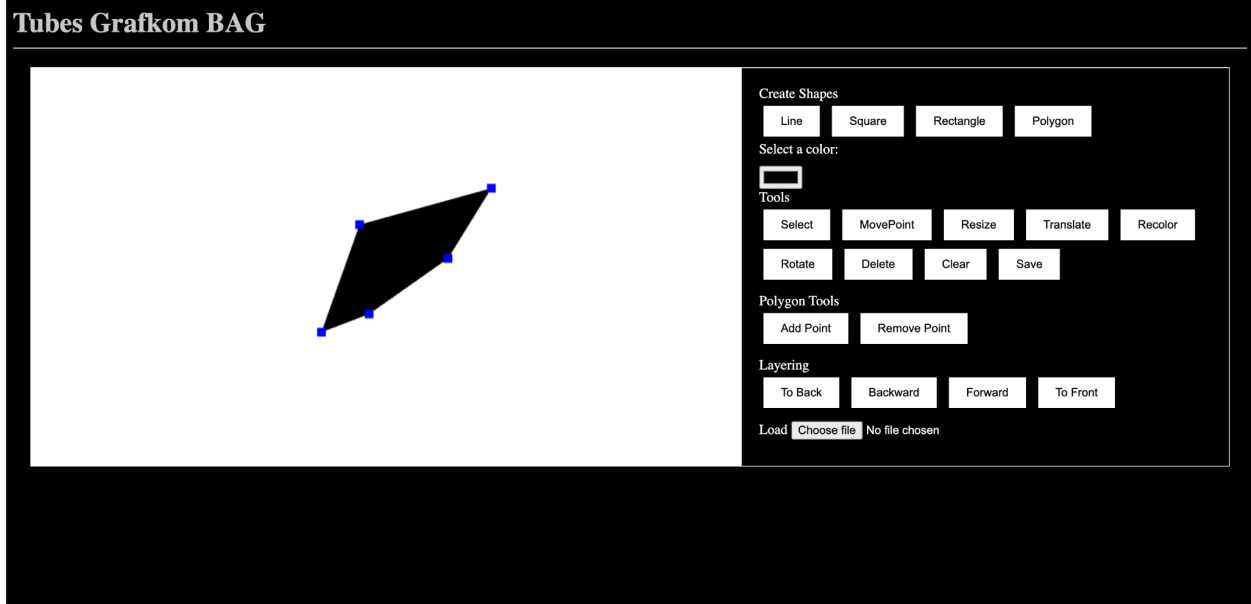 Tubes Grafkom BAG
Create Shapes
Line Square Rectangle Polygon
Select a color:
Tools
Select MovePoint Resize Translate Recolor
Rotate Delete Clear Save
Polygon Tools
Add Point Remove Point
Layering
To Back Backward Forward To Front
Load Choose file No file chosen